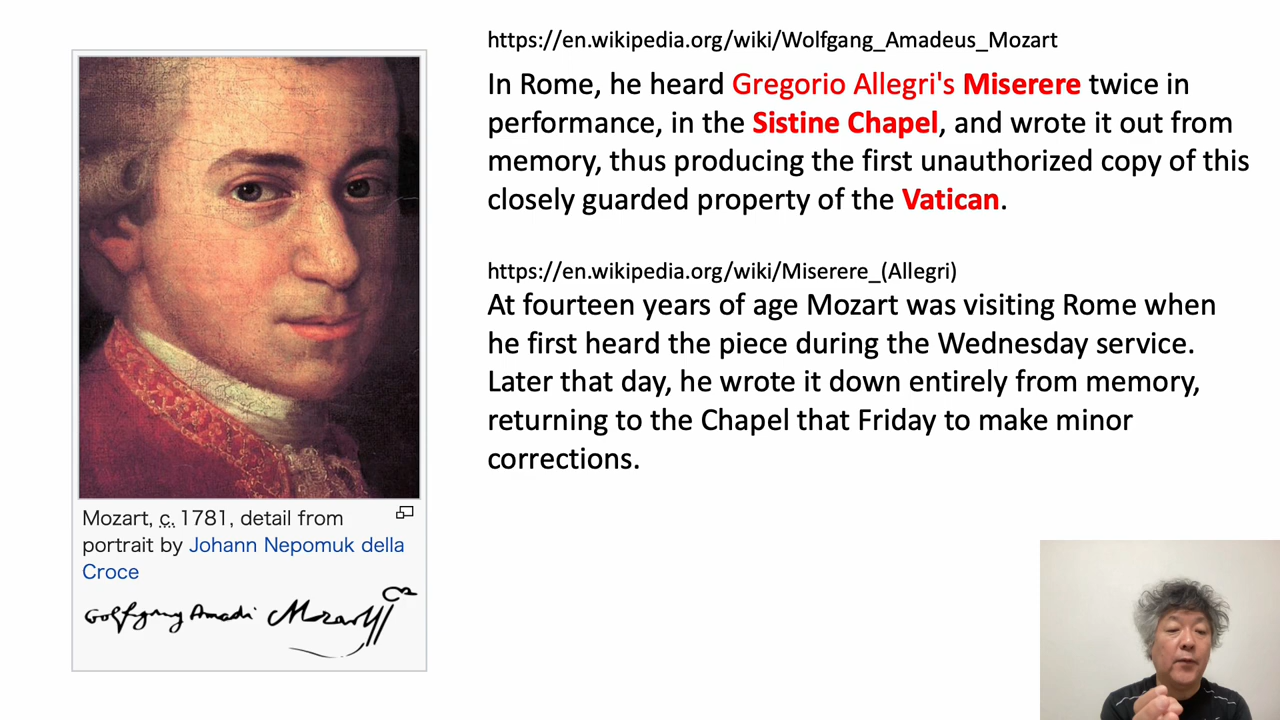 https://en.wikipedia.org/wiki/Wolfgang_Amadeus_Mozart
In Rome, he heard Gregorio Allegri's Miserere twice in
performance, in the Sistine Chapel, and wrote it out from
memory, thus producing the first unauthorized copy of this
closely guarded property of the Vatican.
https://en.wikipedia.org/wiki/Miserere_(Allegri)
At fourteen years of age Mozart was visiting Rome when
he first heard the piece during the Wednesday service.
Later that day, he wrote it down entirely from memory,
returning to the Chapel that Friday to make minor
corrections.
Mozart, c. 1781, detail from
portrait by Johann Nepomuk della
Croce
Mozart